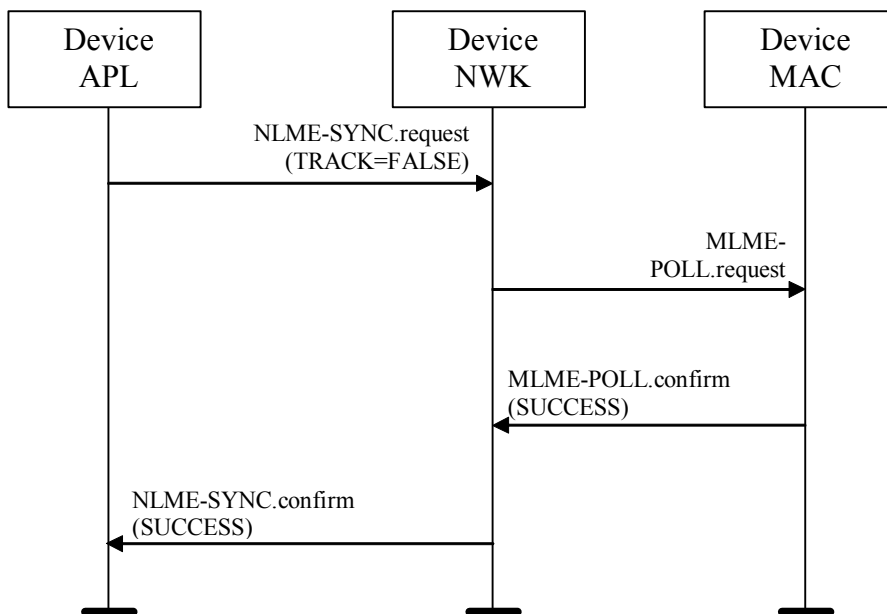 Device
APL
Device
NWK
Device
MAC
NLME-SYNC.request
(TRACK=FALSE)
MLME-
POLL.request
MLME-POLL.confirm
(SUCCESS)
NLME-SYNC.confirm
(SUCCESS)